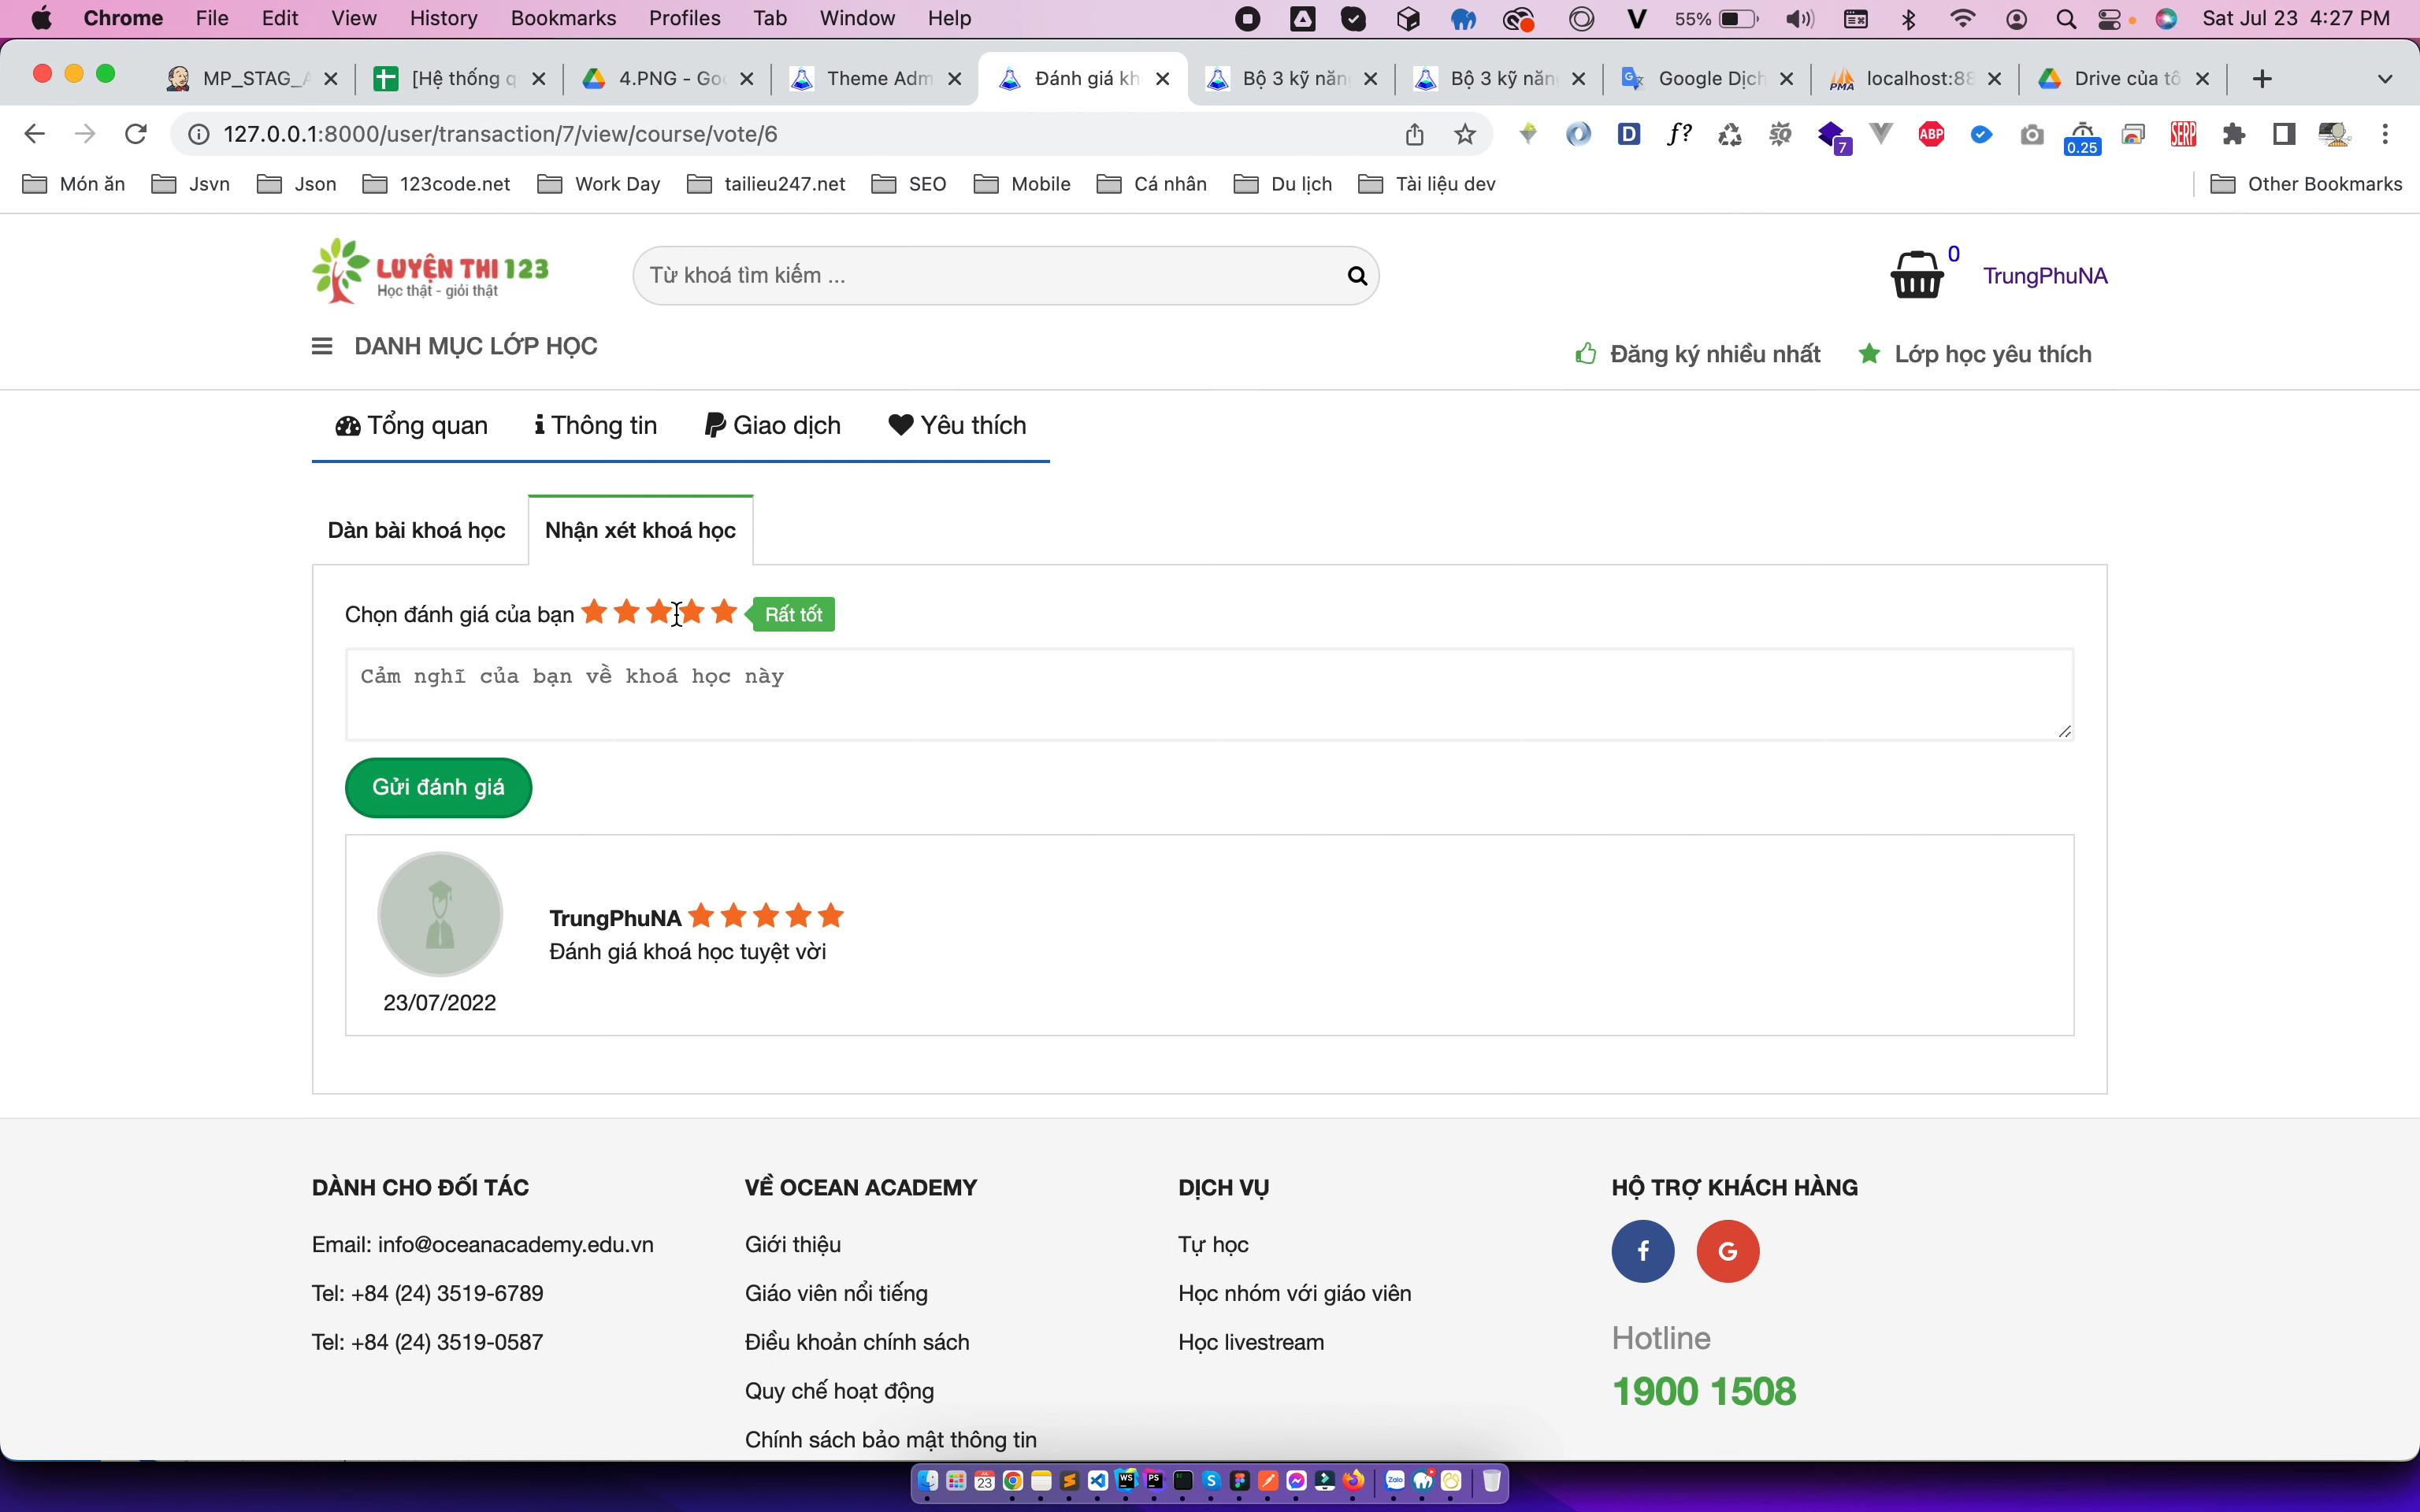 Chrome File Edit View History Bookmarks Profiles Tab Window Help 55% Sat Jul 23 4:27 PM
MP_STAG_A [Hệ thống q 4.PNG - Goo Theme Adm Đánh giá kh Bộ 3 kỹ năn Bộ 3 kỹ năn Google Dịch localhost:88 Drive của tô
127.0.0.1:8000/user/transaction/7/view/course/vote/6 D f? 7 ABP 0.25 SERP
Món ăn Jsvn Json 123code.net Work Day tailieu247.net SEO Mobile Cá nhân Du lịch Tài liệu dev Other Bookmarks
LUYỆN THI 123
Học thật - giỏi thật
Từ khoá tìm kiếm ...
0
TrungPhuNA
DANH MỤC LỚP HỌC
Đăng ký nhiều nhất Lớp học yêu thích
Tổng quan Thông tin Giao dịch Yêu thích
Dàn bài khoá học Nhận xét khoá học
Chọn đánh giá của bạn Rất tốt
Cảm nghĩ của bạn về khoá học này
Gửi đánh giá
TrungPhuNA
Đánh giá khoá học tuyệt vời
23/07/2022
DÀNH CHO ĐỐI TÁC
Email: info@oceanacademy.edu.vn
Tel: +84 (24) 3519-6789
Tel: +84 (24) 3519-0587
VỀ OCEAN ACADEMY
Giới thiệu
Giáo viên nổi tiếng
Điều khoản chính sách
Quy chế hoạt động
Chính sách bảo mật thông tin
DỊCH VỤ
Tự học
Học nhóm với giáo viên
Học livestream
HỘ TRỢ KHÁCH HÀNG
Hotline
1900 1508